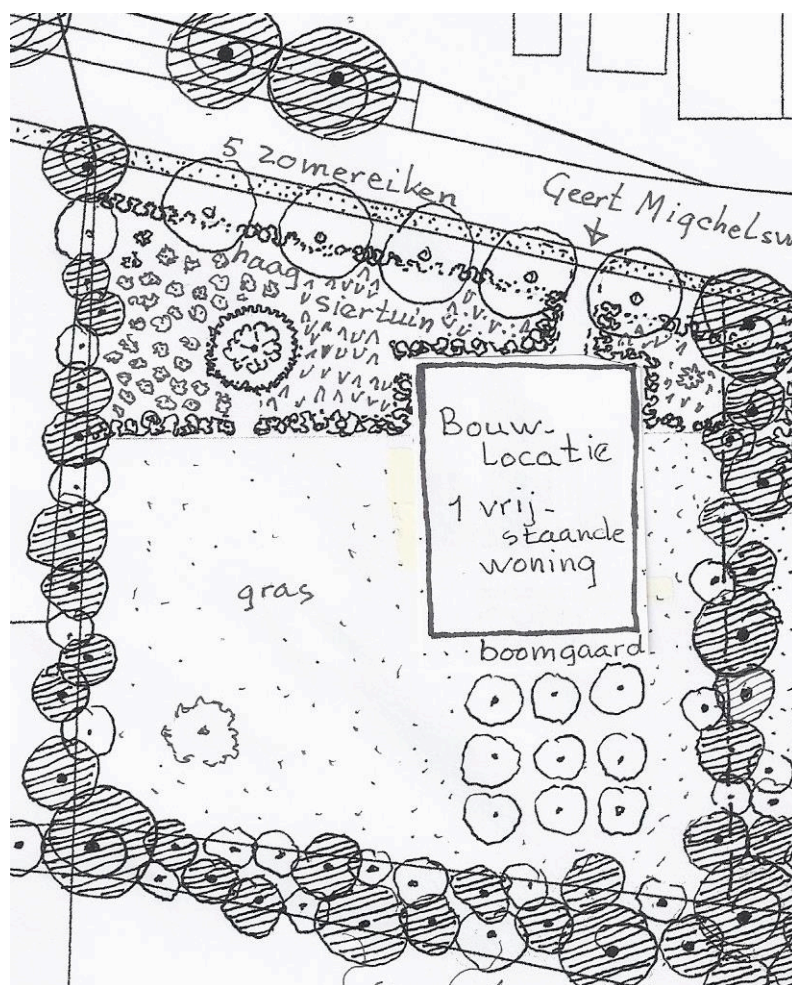 5 zomereiken
Geert Migchelsw
haag
siertuin
Bouw-
Locatie
1 vrij-
staande
woning
gras
boomgaard